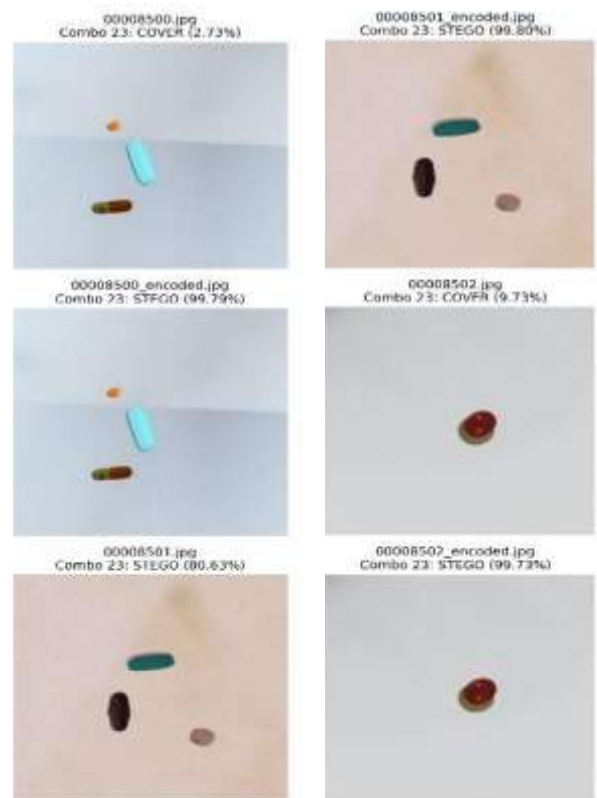 00008500.jpg
Combo 23: COVER (2.73%)
00008501_encoded.jpg
Combo 23: STEGO (99.80%)
00008500_encoded.jpg
Combo 23: STEGO (99.79%)
00008502.jpg
Combo 23: COVER (9.73%)
00008501.jpg
Combo 23: STEGO (80.63%)
00008502_encoded.jpg
Combo 23: STEGO (99.73%)